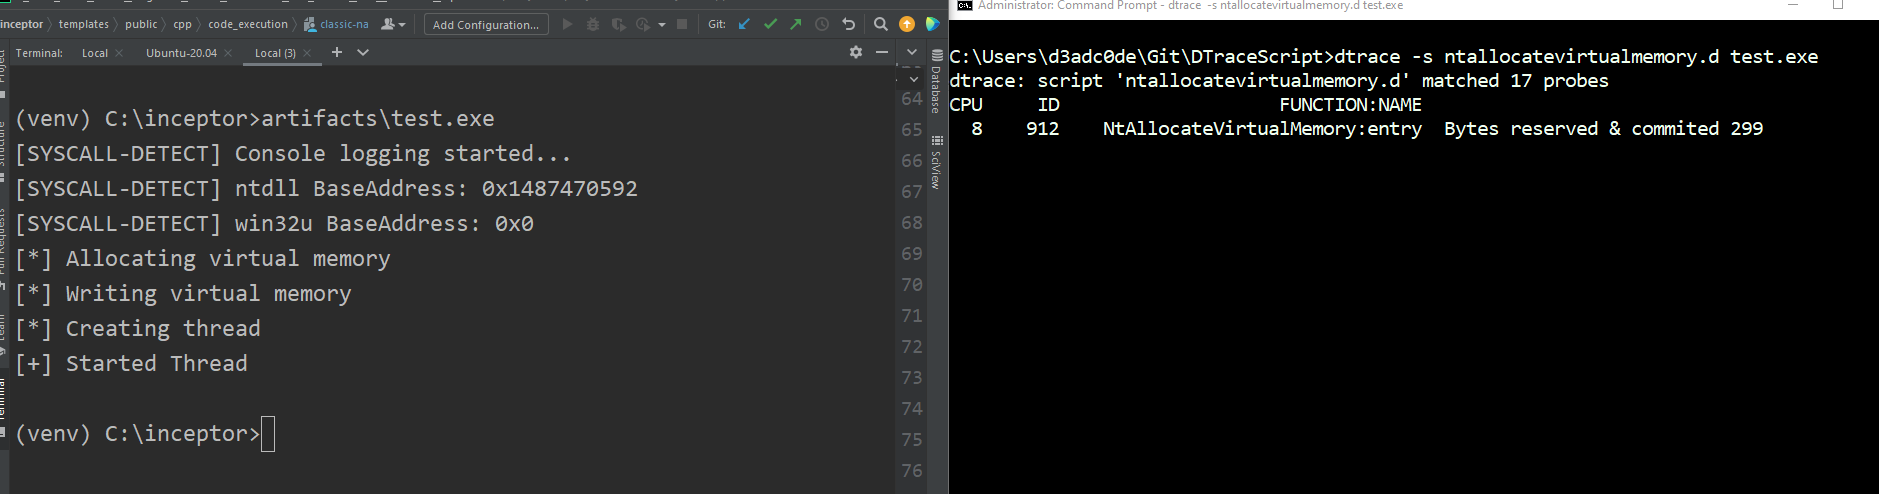 inceptor templates public cpp code_execution classic-na Add Configuration... Git:
Terminal: Local Ubuntu-20.04 Local (3)
(venv) C:\inceptor>artifacts\test.exe
[SYSCALL-DETECT] Console logging started...
[SYSCALL-DETECT] ntdll BaseAddress: 0x1487470592
[SYSCALL-DETECT] win32u BaseAddress: 0x0
[*] Allocating virtual memory
[*] Writing virtual memory
[*] Creating thread
[+] Started Thread
(venv) C:\inceptor>
64
65
66
67
68
69
70
71
72
73
74
75
76
Database
SciView
Project
Structure
Pull Requests
Learn
Terminal
Administrator: Command Prompt - dtrace -s ntallocatevirtualmemory.d test.exe
C:\Users\d3adc0de\Git\DTraceScript>dtrace -s ntallocatevirtualmemory.d test.exe
dtrace: script 'ntallocatevirtualmemory.d' matched 17 probes
CPU ID FUNCTION:NAME
8 912 NtAllocateVirtualMemory:entry Bytes reserved & commited 299